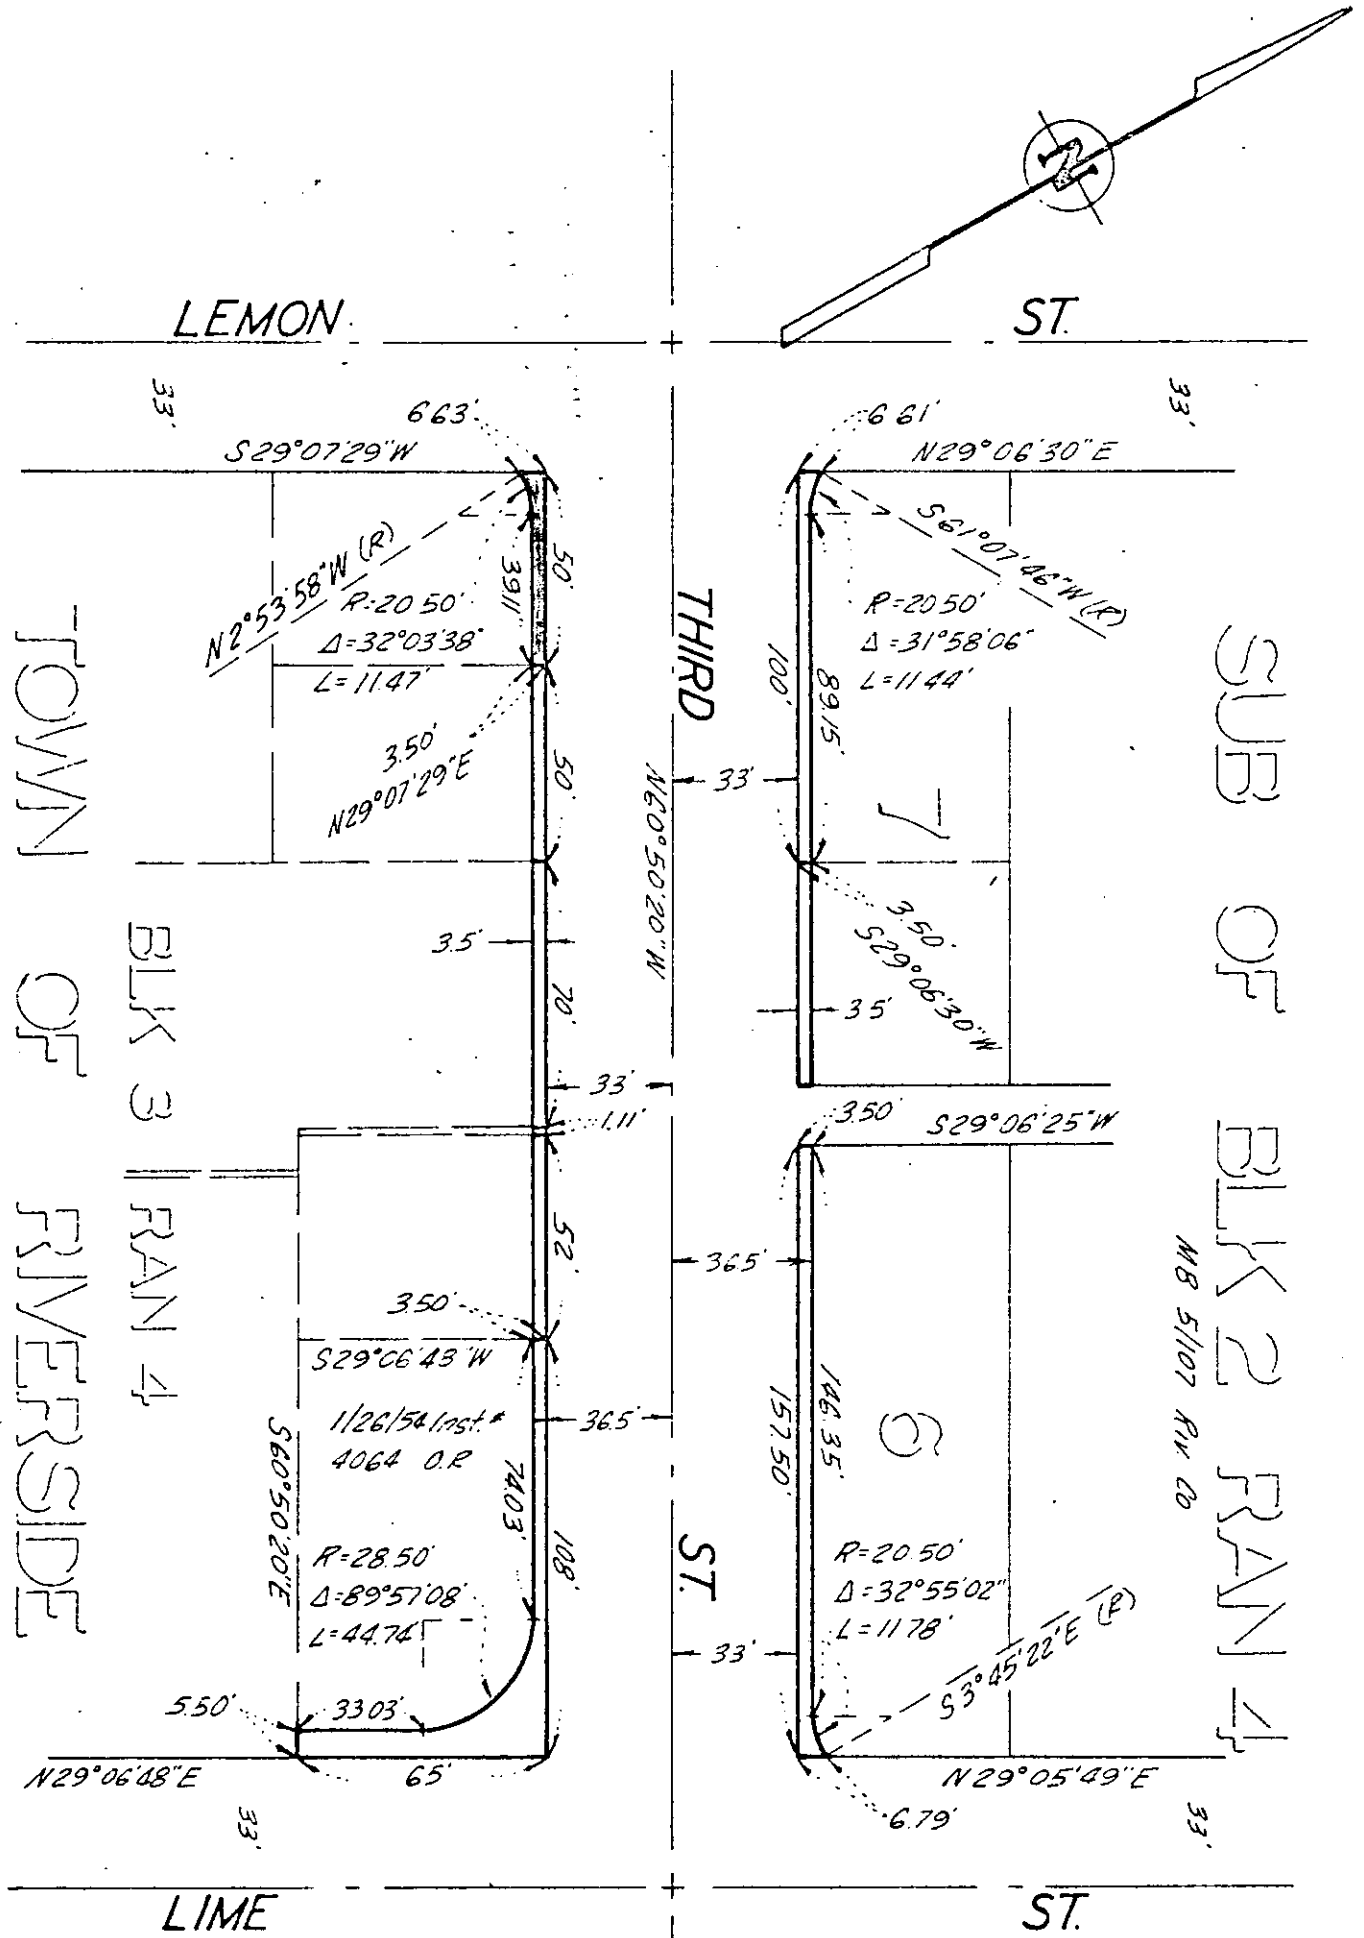 N
LEMON ST.
33'
33'
6 63'
6 61'
S29°07'29"W
N29°06'30"E
N2°53'58"W (R)
R=20 50'
Δ=32°03'38"
L=11.47'
39.11'
50'
3.50'
N29°07'29"E
50'
THIRD
N60°50'20"W
33'
100'
89.15'
S61°07'46"W (R)
R=20 50'
Δ=31°58'06"
L=11 44'
7
3.50'
S29°06'30"W
3 5'
3.5'
70'
33'
1.11'
3.50'
S29°06'25"W
TOWN OF RIVERSIDE
BLK 3 RAN 4
SUB OF BLK 2 RAN 4
MB 5/107 Riv Co
52'
36.5'
3.50'
S29°06'43"W
1/26/54 Inst.#
4064 O.R
36.5'
74.03'
108'
S60°50'20"E
R=28.50'
Δ=89°57'08"
L=44.74'
ST.
157.50'
146.35'
6
R=20.50'
Δ=32°55'02"
L=11 78'
S3°45'22"E (R)
33'
5.50'
33 03'
65'
N29°06'48"E
N29°05'49"E
6.79'
33'
33'
LIME ST.